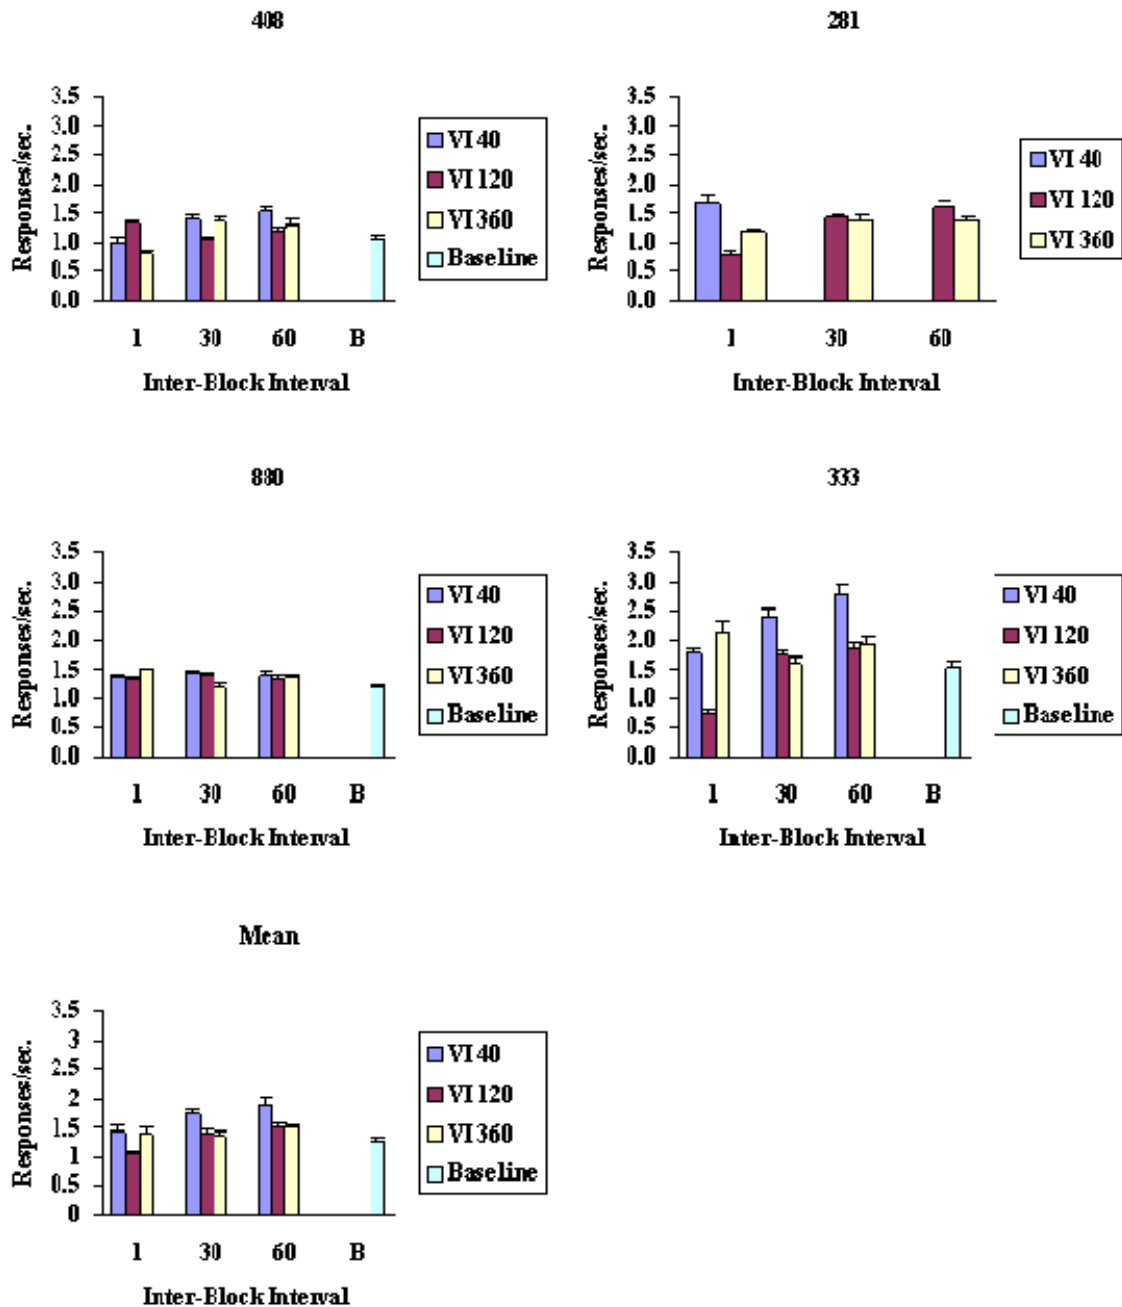 408
3.5
3.0
2.5
2.0
1.5
1.0
0.5
0.0
Responses/sec.
1 30 60 B
Inter-Block Interval
VI 40
VI 120
VI 360
Baseline
281
3.5
3.0
2.5
2.0
1.5
1.0
0.5
0.0
Responses/sec.
1 30 60
Inter-Block Interval
VI 40
VI 120
VI 360
880
3.5
3.0
2.5
2.0
1.5
1.0
0.5
0.0
Responses/sec.
1 30 60 B
Inter-Block Interval
VI 40
VI 120
VI 360
Baseline
333
3.5
3.0
2.5
2.0
1.5
1.0
0.5
0.0
Responses/sec.
1 30 60 B
Inter-Block Interval
VI 40
VI 120
VI 360
Baseline
Mean
3.5
3
2.5
2
1.5
1
0.5
0
Responses/sec.
1 30 60 B
Inter-Block Interval
VI 40
VI 120
VI 360
Baseline